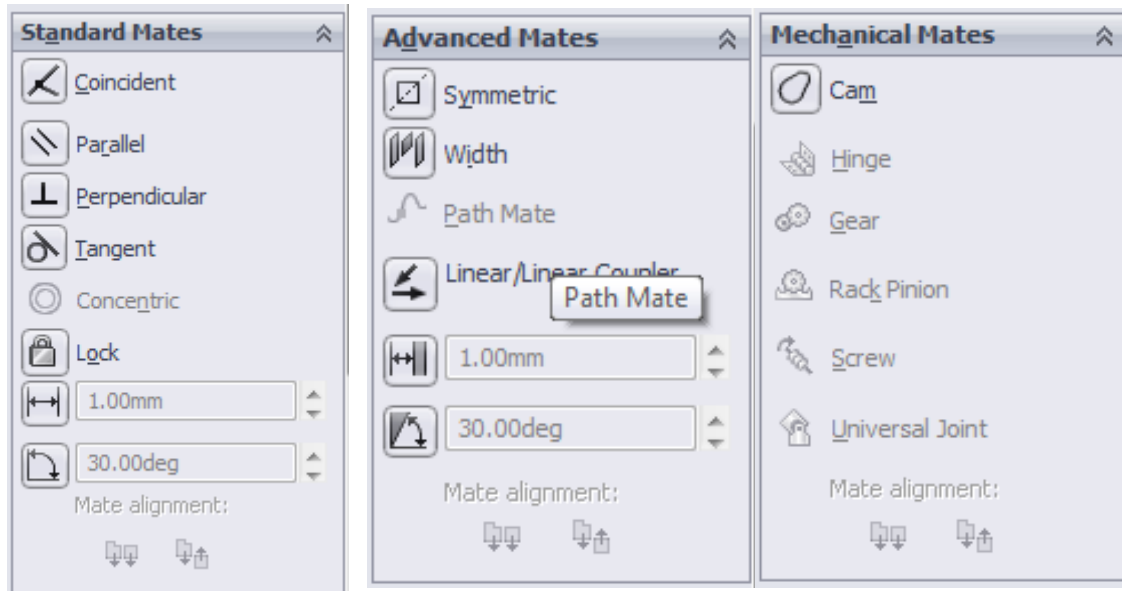 Standard Mates
Coincident
Parallel
Perpendicular
Tangent
Concentric
Lock
1.00mm
30.00deg
Mate alignment:
Advanced Mates
Symmetric
Width
Path Mate
Linear/Linear Coupler
Path Mate
1.00mm
30.00deg
Mate alignment:
Mechanical Mates
Cam
Hinge
Gear
Rack Pinion
Screw
Universal Joint
Mate alignment: